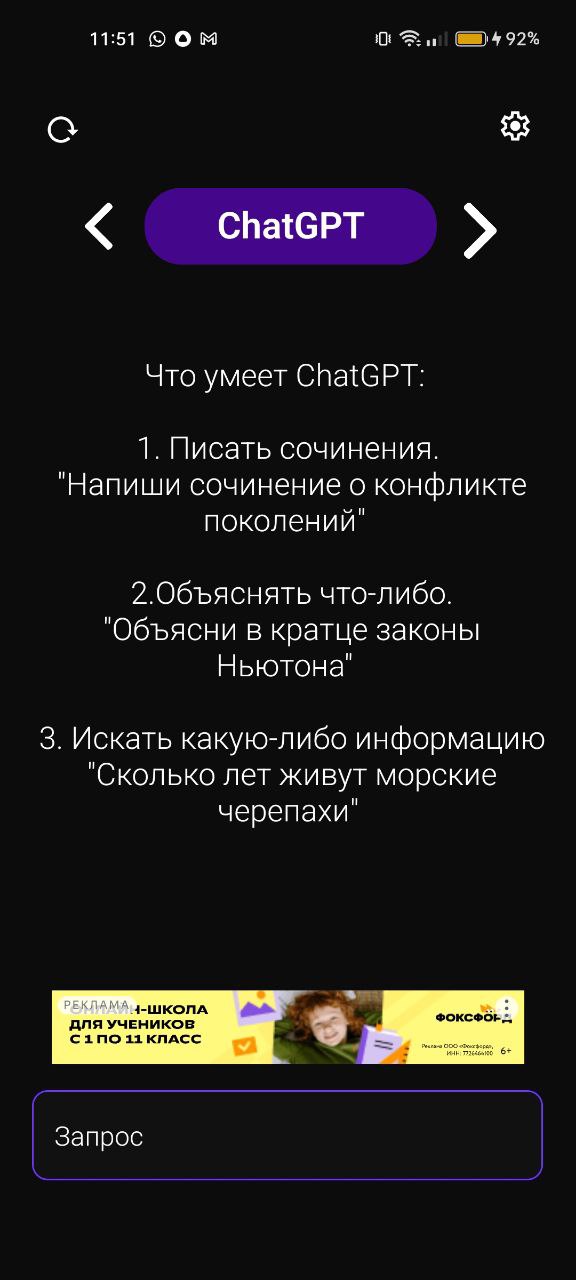 11:51
92%
ChatGPT
Что умеет ChatGPT:
1. Писать сочинения.
"Напиши сочинение о конфликте
поколений"
2.Объяснять что-либо.
"Объясни в кратце законы
Ньютона"
3. Искать какую-либо информацию
"Сколько лет живут морские
черепахи"
РЕКЛАМА
ОНЛАЙН-ШКОЛА
ДЛЯ УЧЕНИКОВ
С 1 ПО 11 КЛАСС
ФОКСФОРД
Реклама ООО «Фоксфорд»,
ИНН: 7726464100
6+
Запрос